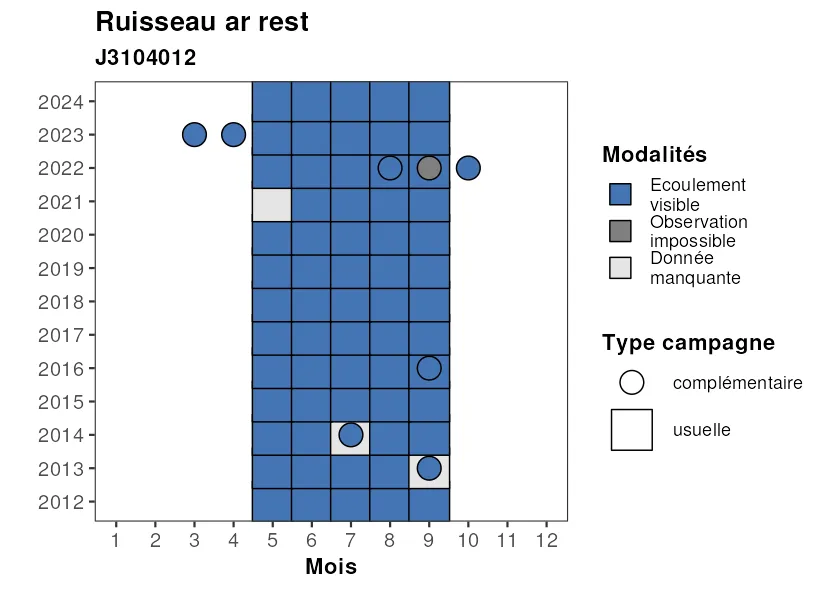 Ruisseau ar rest
J3104012
2024
2023
2022
2021
2020
2019
2018
2017
2016
2015
2014
2013
2012
1 2 3 4 5 6 7 8 9 10 11 12
Mois
Modalités
Ecoulement
visible
Observation
impossible
Donnée
manquante
Type campagne
complémentaire
usuelle